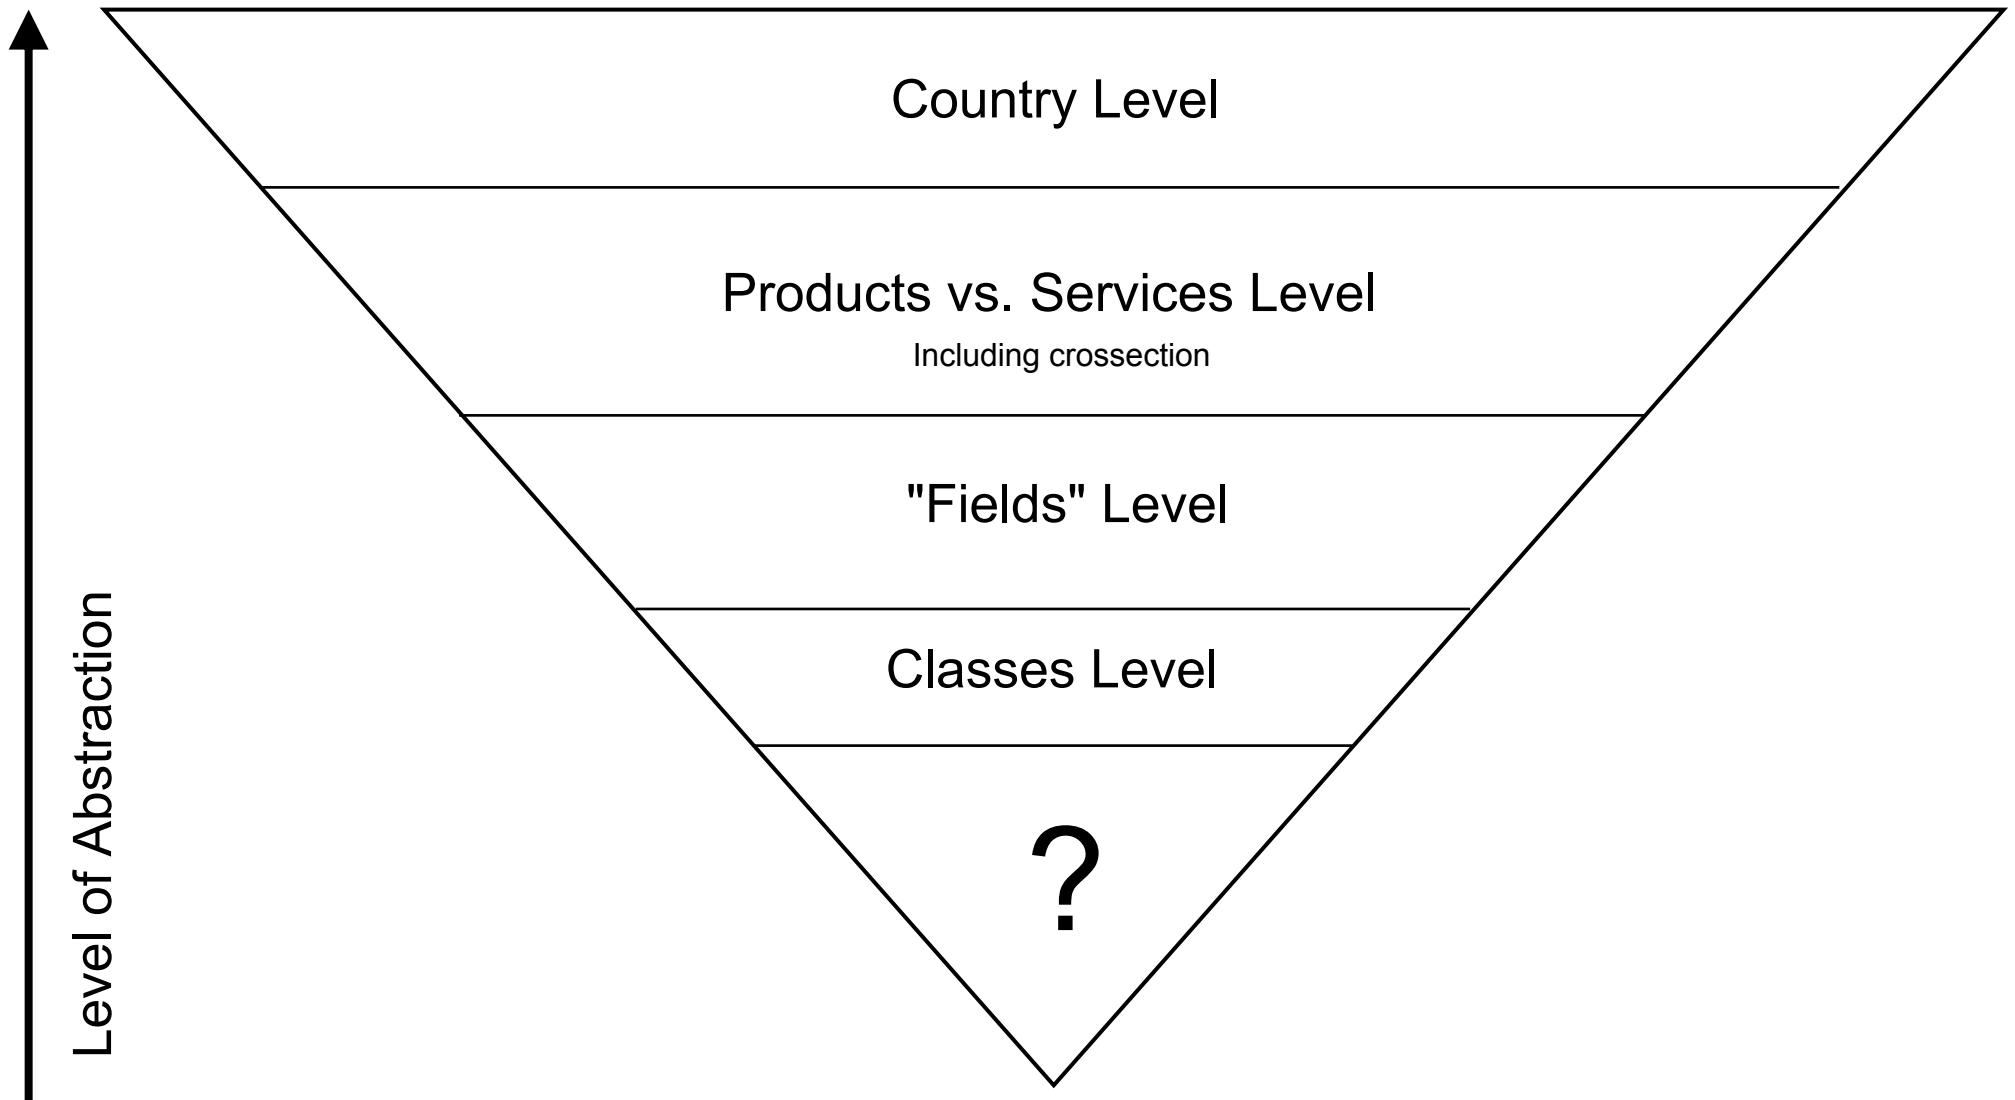 Country Level
Products vs. Services Level
Including crossection
"Fields" Level
Classes Level
?
Level of Abstraction